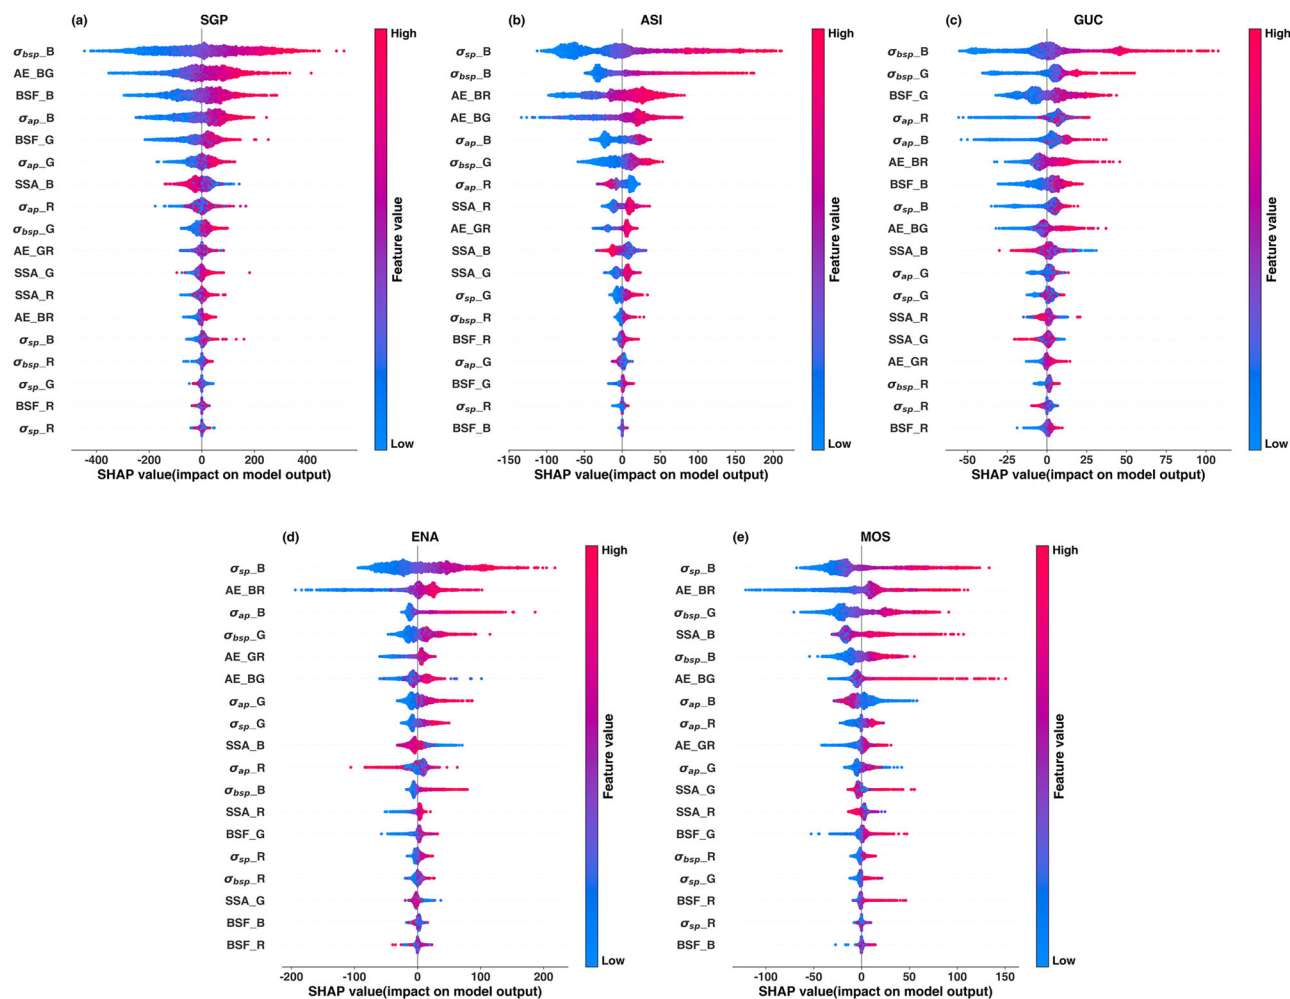 (a) SGP
σbsp_B
AE_BG
BSF_B
σap_B
BSF_G
σap_G
SSA_B
σap_R
σbsp_G
AE_GR
SSA_G
SSA_R
AE_BR
σsp_B
σbsp_R
σsp_G
BSF_R
σsp_R
-400 -200 0 200 400
SHAP value(impact on model output)
High
Feature value
Low
(b) ASI
σsp_B
σbsp_B
AE_BR
AE_BG
σap_B
σbsp_G
σap_R
SSA_R
AE_GR
SSA_B
SSA_G
σsp_G
σbsp_R
BSF_R
σap_G
BSF_G
σsp_R
BSF_B
-150 -100 -50 0 50 100 150 200
SHAP value(impact on model output)
High
Feature value
Low
(c) GUC
σbsp_B
σbsp_G
BSF_G
σap_R
σap_B
AE_BR
BSF_B
σsp_B
AE_BG
SSA_B
σap_G
σsp_G
SSA_R
SSA_G
AE_GR
σbsp_R
σsp_R
BSF_R
-50 -25 0 25 50 75 100
SHAP value(impact on model output)
High
Feature value
Low
(d) ENA
σsp_B
AE_BR
σap_B
σbsp_G
AE_GR
AE_BG
σap_G
σsp_G
SSA_B
σap_R
σbsp_B
SSA_R
BSF_G
σsp_R
σbsp_R
SSA_G
BSF_B
BSF_R
-200 -100 0 100 200
SHAP value(impact on model output)
High
Feature value
Low
(e) MOS
σsp_B
AE_BR
σbsp_G
SSA_B
σbsp_B
AE_BG
σap_B
σap_R
AE_GR
σap_G
SSA_G
SSA_R
BSF_G
σbsp_R
σsp_G
BSF_R
σsp_R
BSF_B
-100 -50 0 50 100 150
SHAP value(impact on model output)
High
Feature value
Low